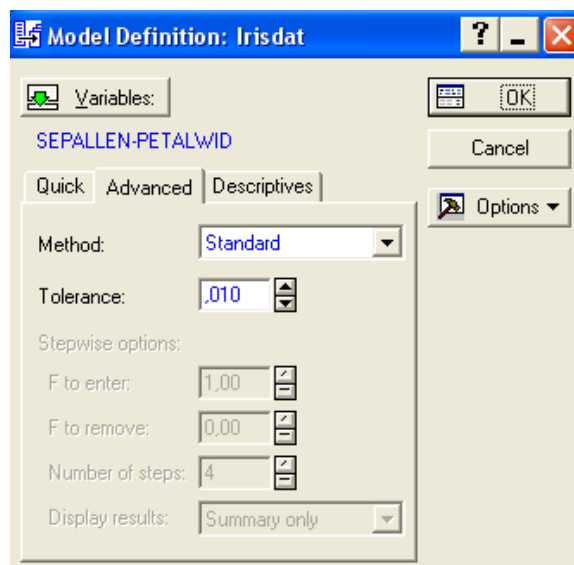 Model Definition: Irisdat
Variables:
OK
SEPALLEN-PETALWID
Cancel
Quick Advanced Descriptives
Options
Method: Standard
Tolerance: ,010
Stepwise options:
F to enter: 1,00
F to remove: 0,00
Number of steps: 4
Display results: Summary only